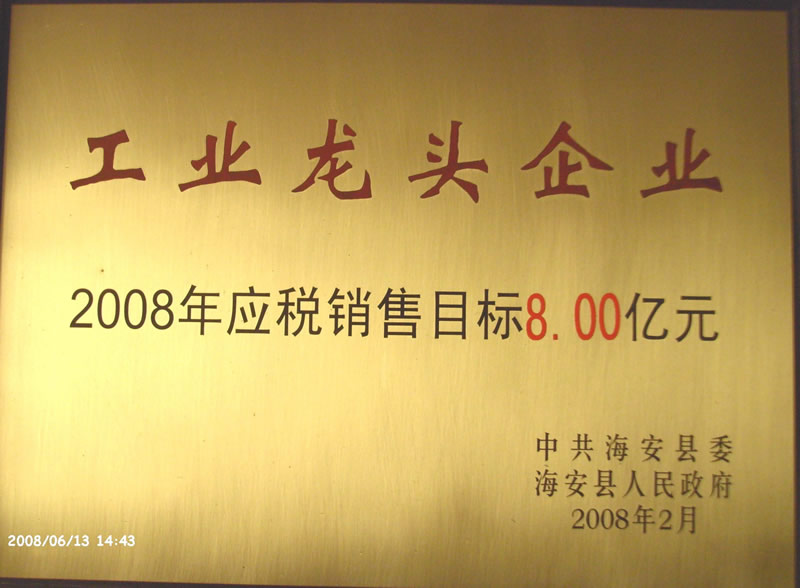 工业龙头企业
2008年应税销售目标8.00亿元
中共海安县委
海安县人民政府
2008年2月
2008/06/13 14:43